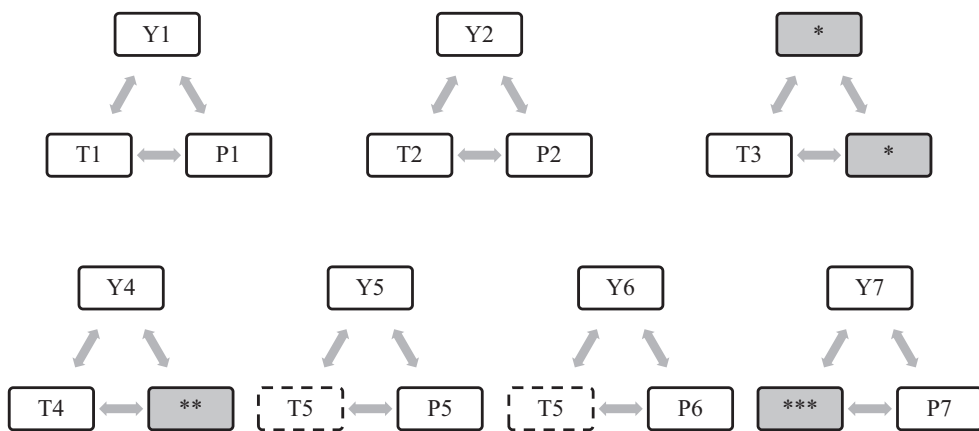 Y1 Y2 *
T1 P1 T2 P2 T3 *
Y4 Y5 Y6 Y7
T4 ** T5 P5 T5 P6 *** P7